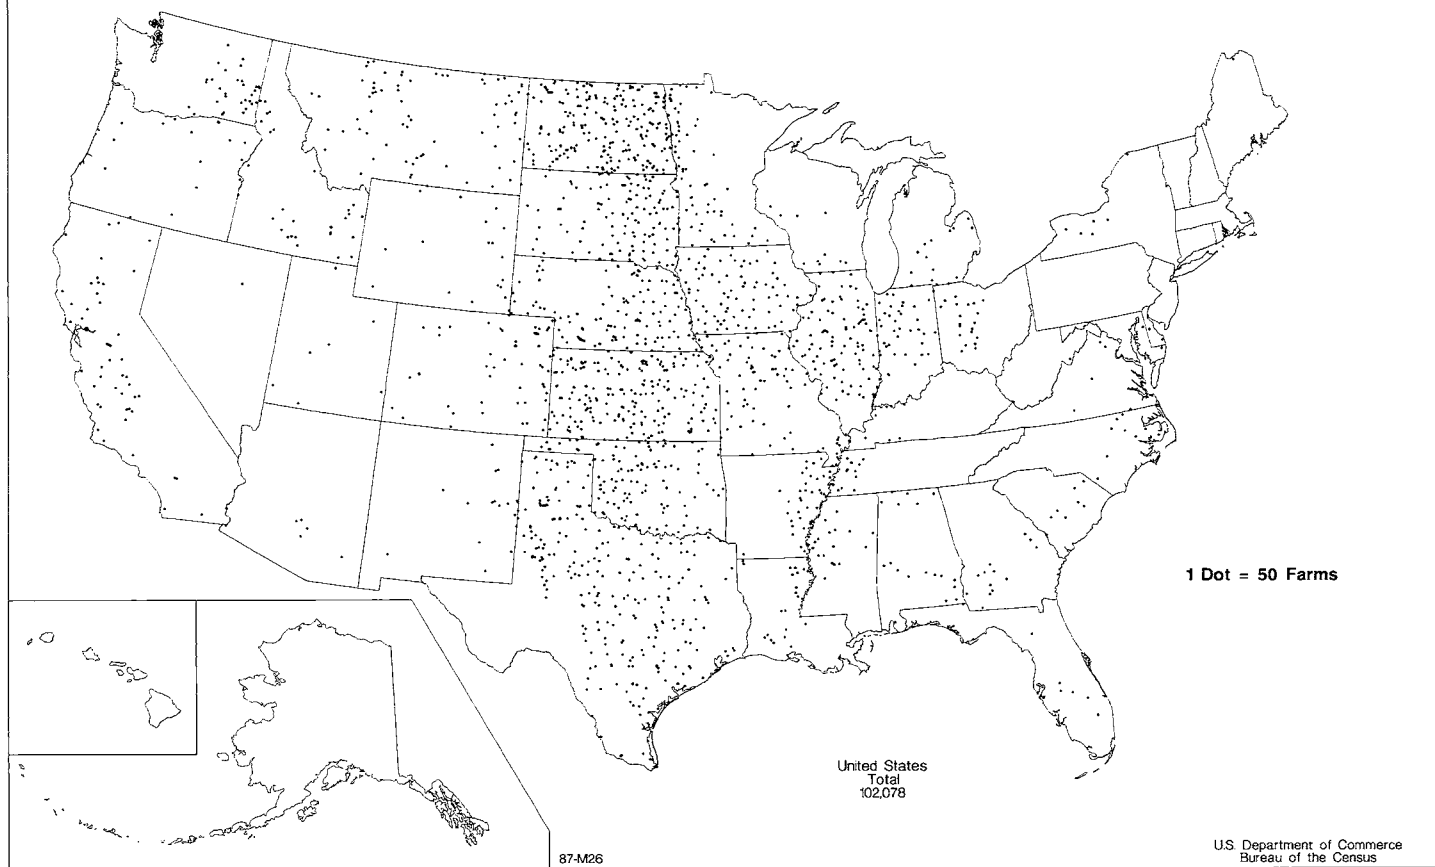 1 Dot = 50 Farms
United States
Total
102,078
87-M26
U.S. Department of Commerce
Bureau of the Census